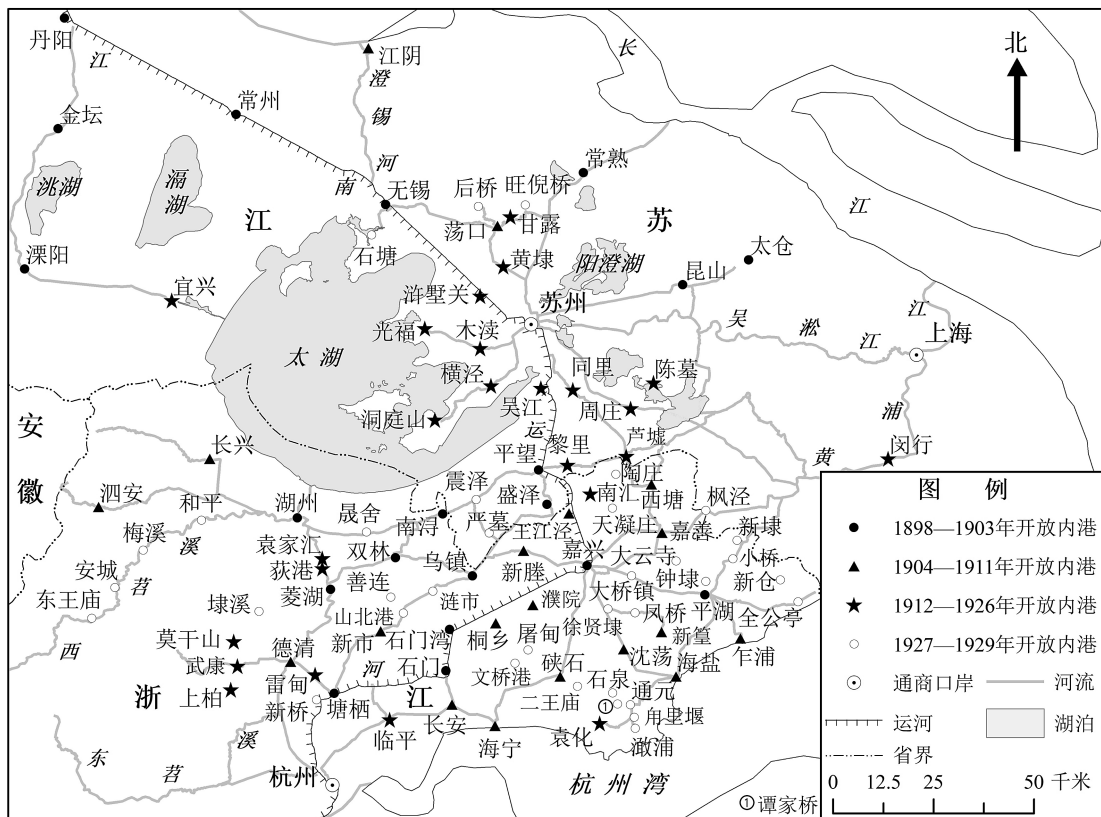 丹阳
江
江阴
长
北
澄
锡
河
常州
金坛
常熟
洮湖
滆湖
南
无锡
后桥
旺倪桥
江
江
荡口
甘露
苏
石塘
黄埭
阳澄湖
太仓
溧阳
昆山
宜兴
浒墅关
苏州
吴
淞
江
江
上海
光福
木渎
太湖
同里
陈墓
横泾
吴江
周庄
浦
洞庭山
安
徽
运
长兴
平望
黎里
芦墟
黄
闵行
陶庄
泗安
和平
震泽
盛泽
南汇
西塘
枫泾
湖州
晟舍
南浔
严墓
天凝庄
嘉善
新埭
梅溪
溪
袁家汇
双林
乌镇
王江泾
嘉兴
大云寺
小桥
荻港
安城
苕
善连
新塍
钟埭
新仓
菱湖
东王庙
埭溪
山北港
涟市
濮院
大桥镇
平湖
全公亭
西
莫干山
新市
石门湾
桐乡
屠甸
徐贤埭
凤桥
新篁
乍浦
德清
武康
河
石门
文桥港
硖石
沈荡
海盐
上柏
雷甸
浙
新桥
塘栖
江
二王庙
石泉
通元
①
长安
甪里堰
东
苕
溪
临平
海宁
袁化
澉浦
杭州
杭州湾
①谭家桥
图 例
1898—1903年开放内港
1904—1911年开放内港
1912—1926年开放内港
1927—1929年开放内港
通商口岸
河流
运河
湖泊
省界
0 12.5 25 50 千米